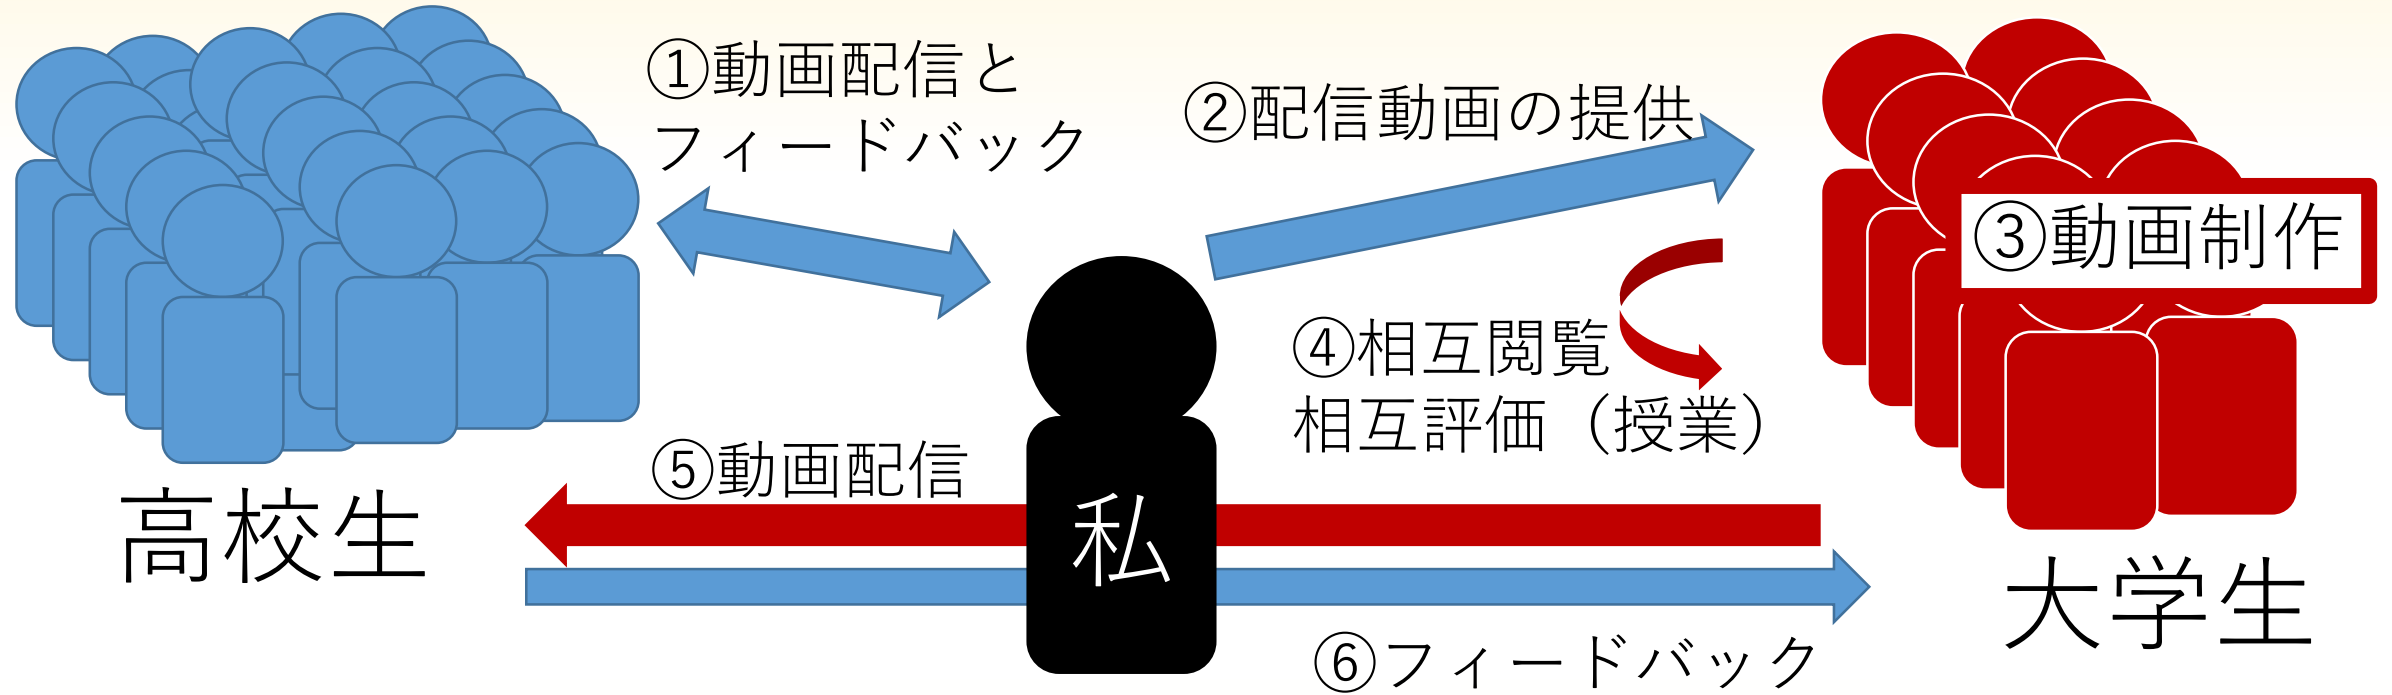 ①動画配信と
フィードバック
②配信動画の提供
③動画制作
④相互閲覧
相互評価（授業）
⑤動画配信
高校生
私
大学生
⑥フィードバック